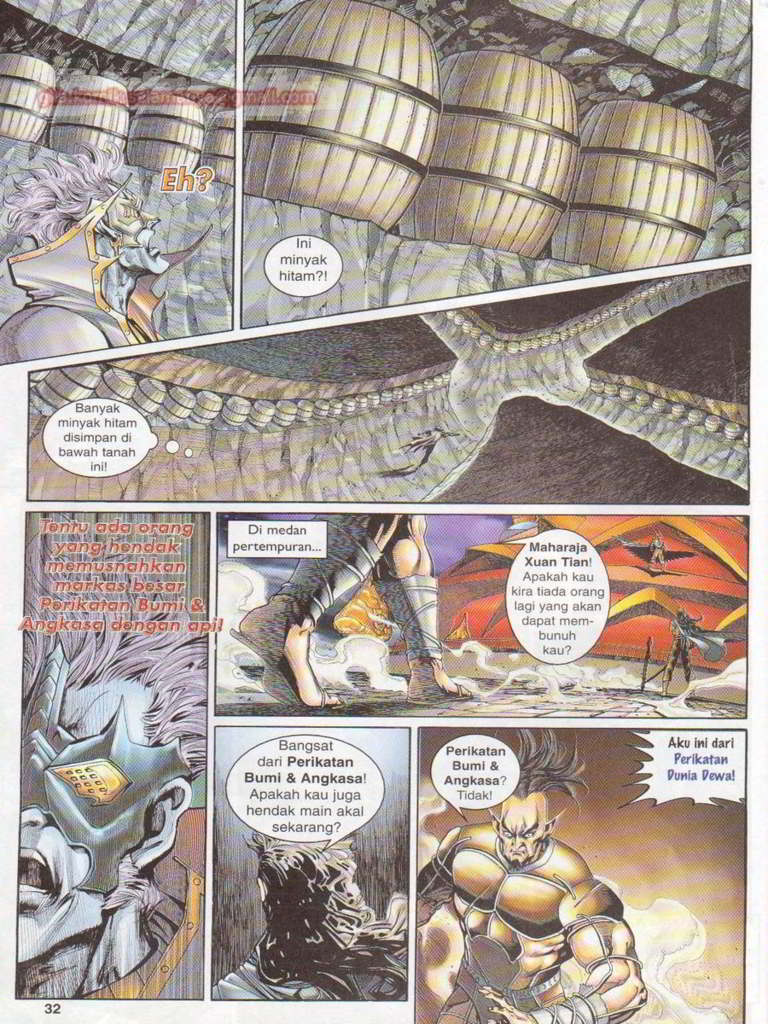 Eh?
Ini
minyak
hitam?!
Banyak
minyak hitam
disimpan di
bawah tanah
ini!
Tentu ada orang
yang hendak
memusnahkan
markas besar
Perikatan Bumi &
Angkasa dengan api!
Di medan
pertempuran...
Maharaja
Xuan Tian!
Apakah kau
kira tiada orang
lagi yang akan
dapat mem-
bunuh
kau?
Bangsat
dari Perikatan
Bumi & Angkasa!
Apakah kau juga
hendak main akal
sekarang?
Perikatan
Bumi &
Angkasa?
Tidak!
Aku ini dari
Perikatan
Dunia Dewa!
32